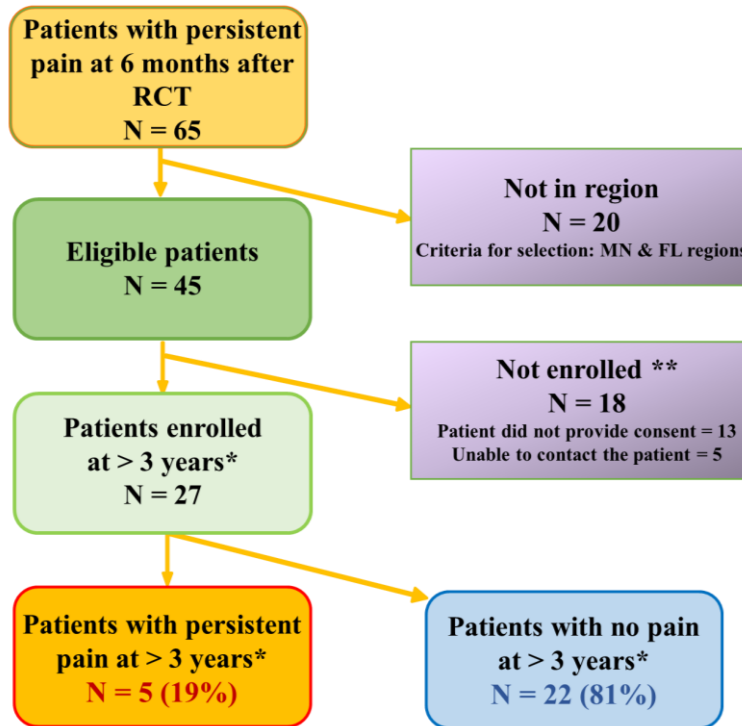 Patients with persistent
pain at 6 months after
RCT
N = 65
Not in region
N = 20
Criteria for selection: MN & FL regions
Eligible patients
N = 45
Not enrolled **
N = 18
Patient did not provide consent = 13
Unable to contact the patient = 5
Patients enrolled
at > 3 years*
N = 27
Patients with persistent
pain at > 3 years*
N = 5 (19%)
Patients with no pain
at > 3 years*
N = 22 (81%)